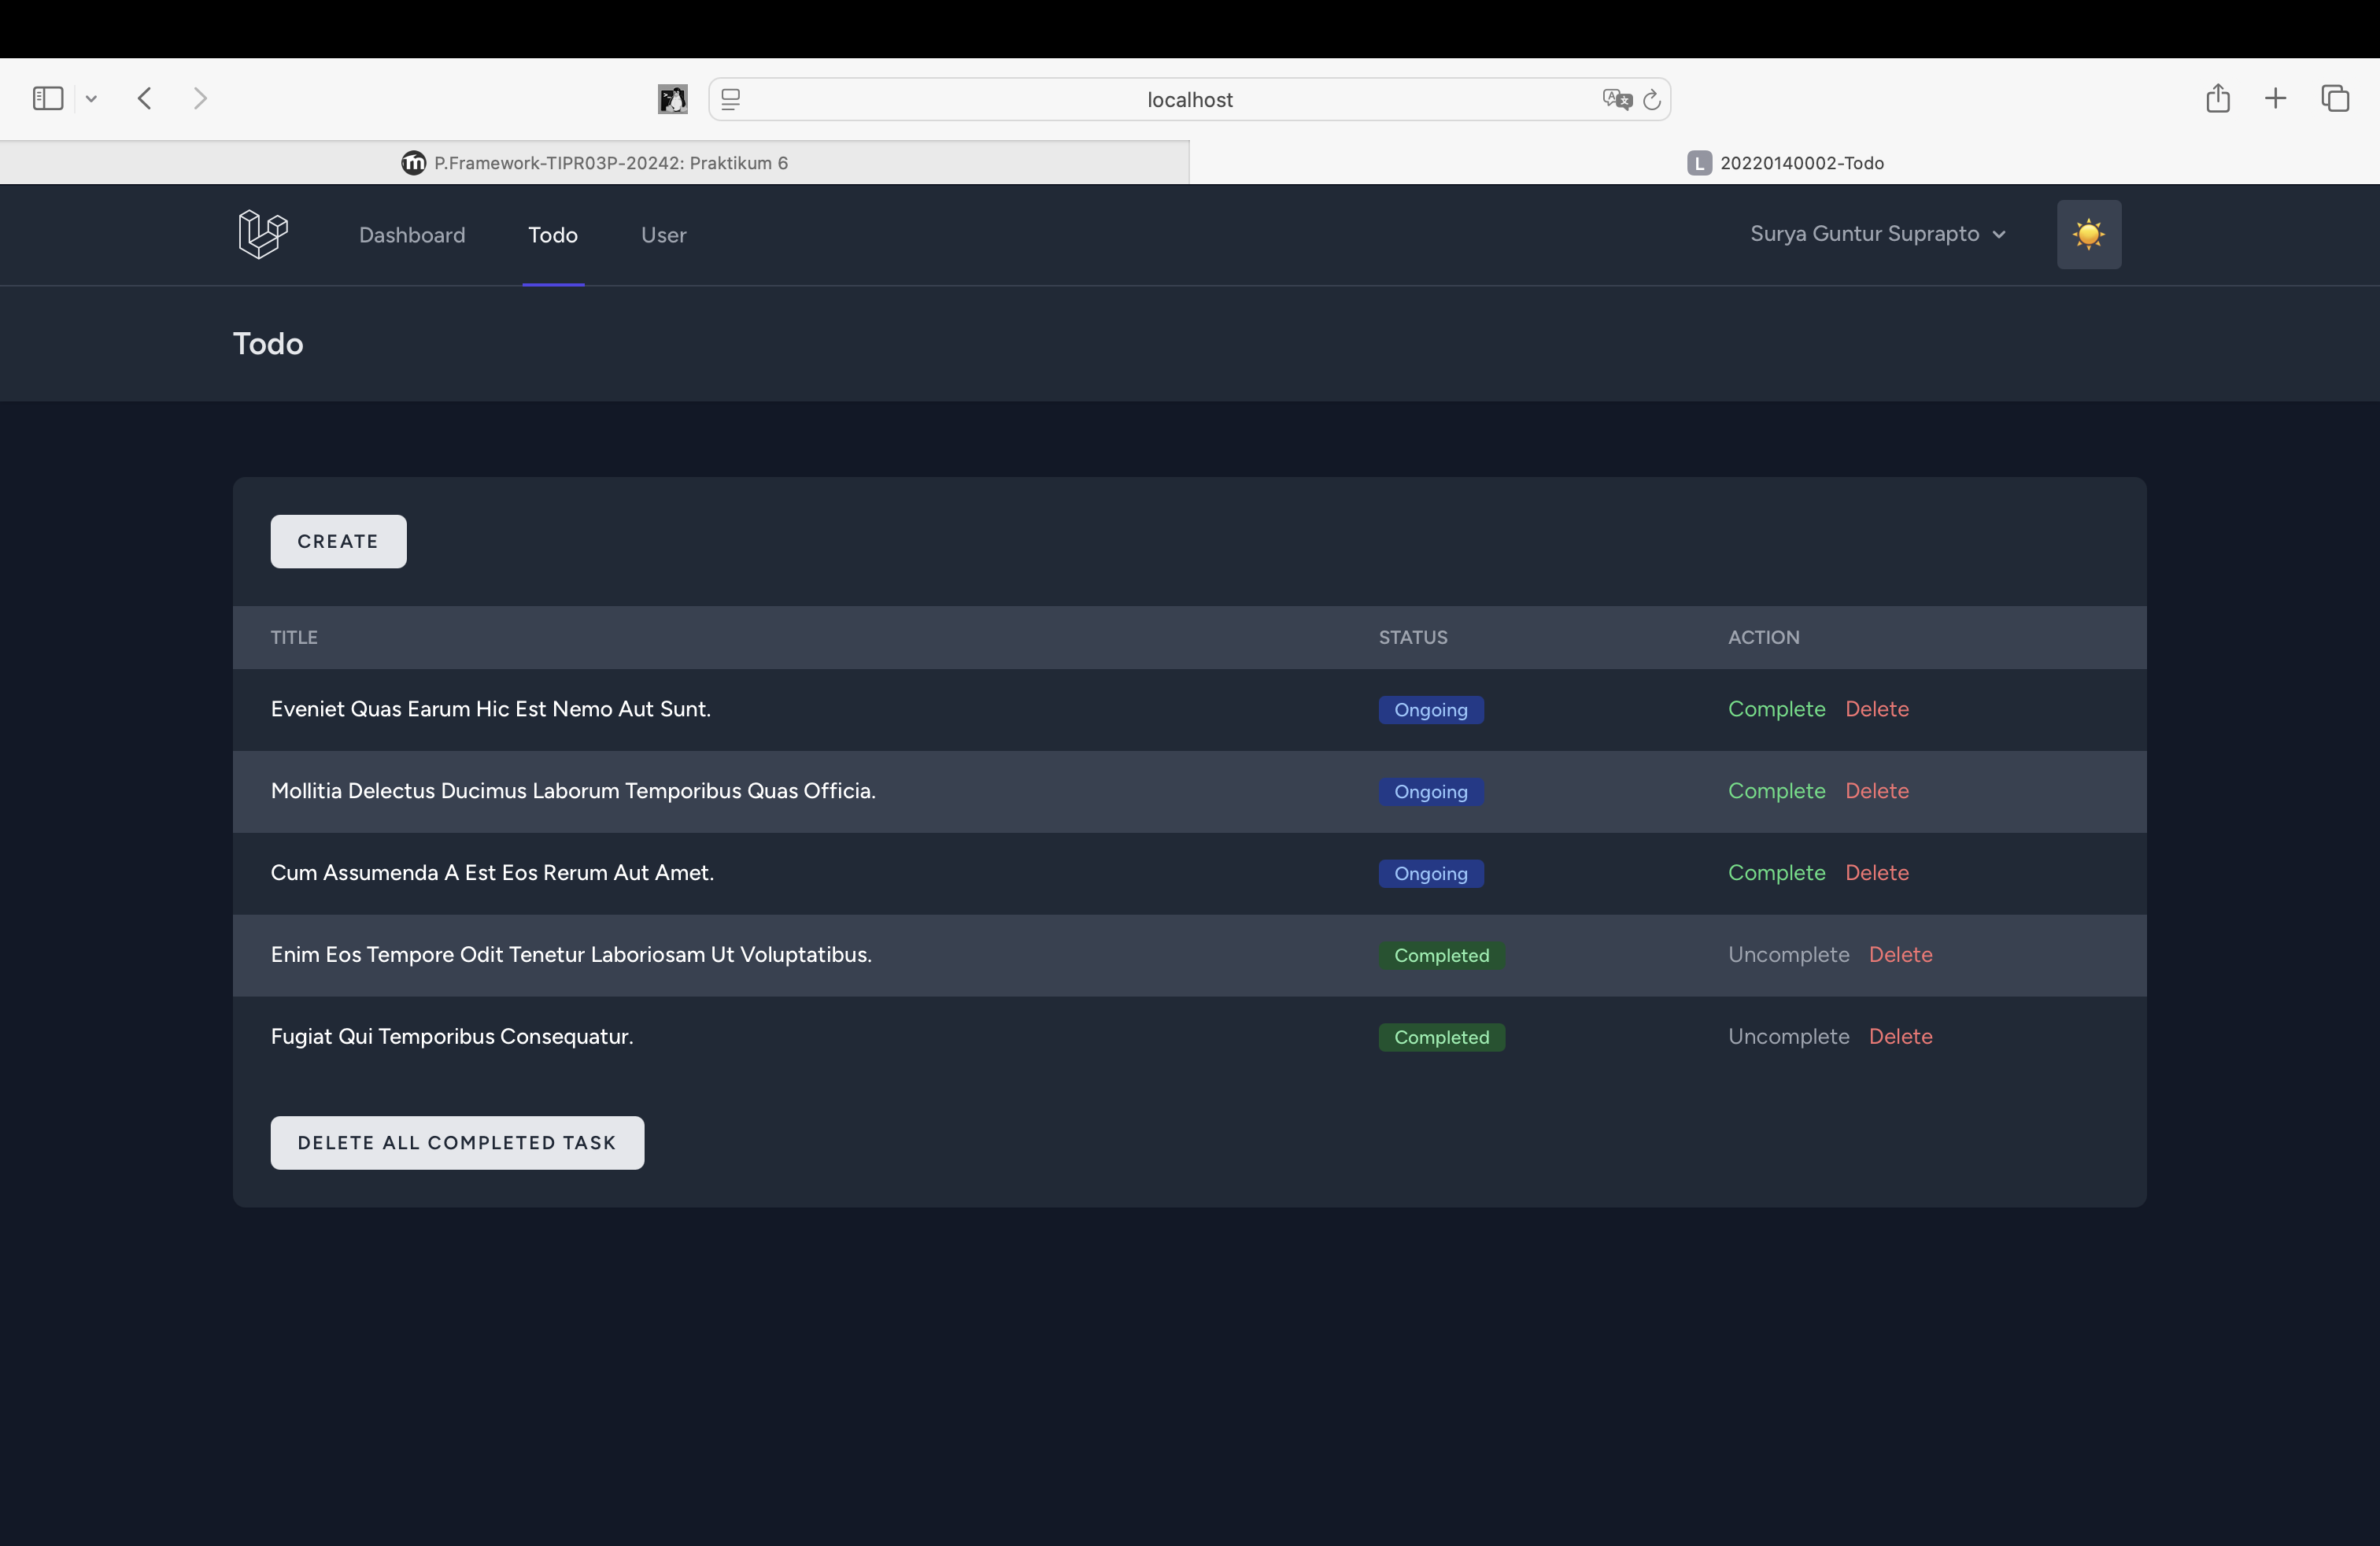 localhost
P.Framework-TIPR03P-20242: Praktikum 6
L 20220140002-Todo
Dashboard Todo User Surya Guntur Suprapto
Todo
CREATE
TITLE STATUS ACTION
Eveniet Quas Earum Hic Est Nemo Aut Sunt. Ongoing Complete Delete
Mollitia Delectus Ducimus Laborum Temporibus Quas Officia. Ongoing Complete Delete
Cum Assumenda A Est Eos Rerum Aut Amet. Ongoing Complete Delete
Enim Eos Tempore Odit Tenetur Laboriosam Ut Voluptatibus. Completed Uncomplete Delete
Fugiat Qui Temporibus Consequatur. Completed Uncomplete Delete
DELETE ALL COMPLETED TASK